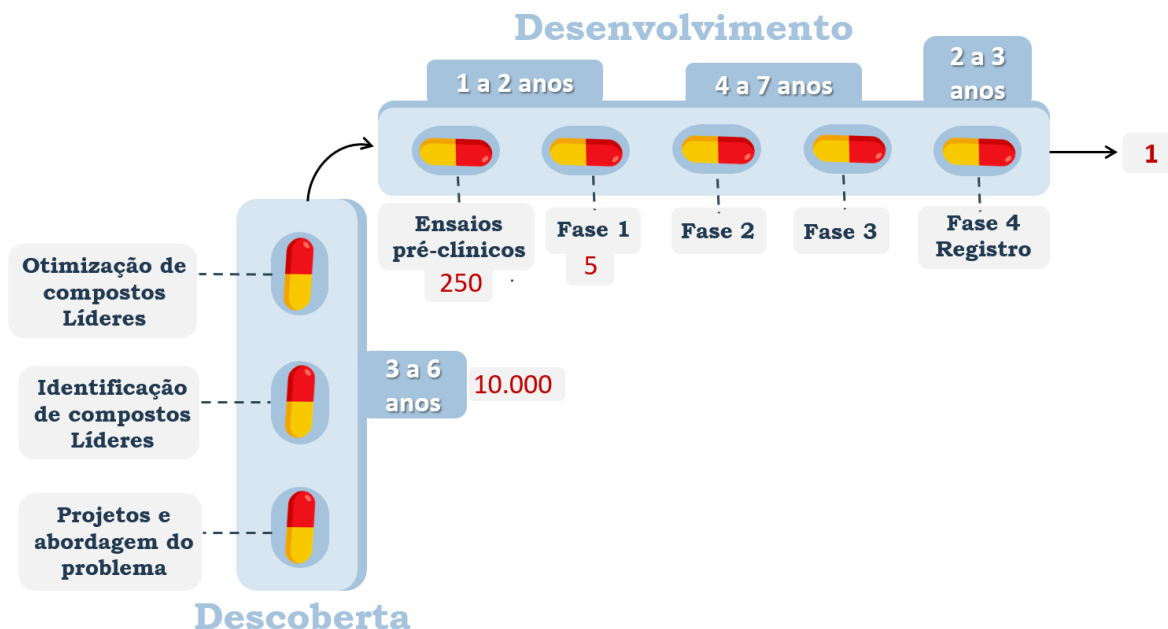 Desenvolvimento
1 a 2 anos
4 a 7 anos
2 a 3
anos
1
Ensaios
pré-clínicos
250
Fase 1
5
Fase 2
Fase 3
Fase 4
Registro
Otimização de
compostos
Líderes
3 a 6
anos
10.000
Identificação
de compostos
Líderes
Projetos e
abordagem do
problema
Descoberta